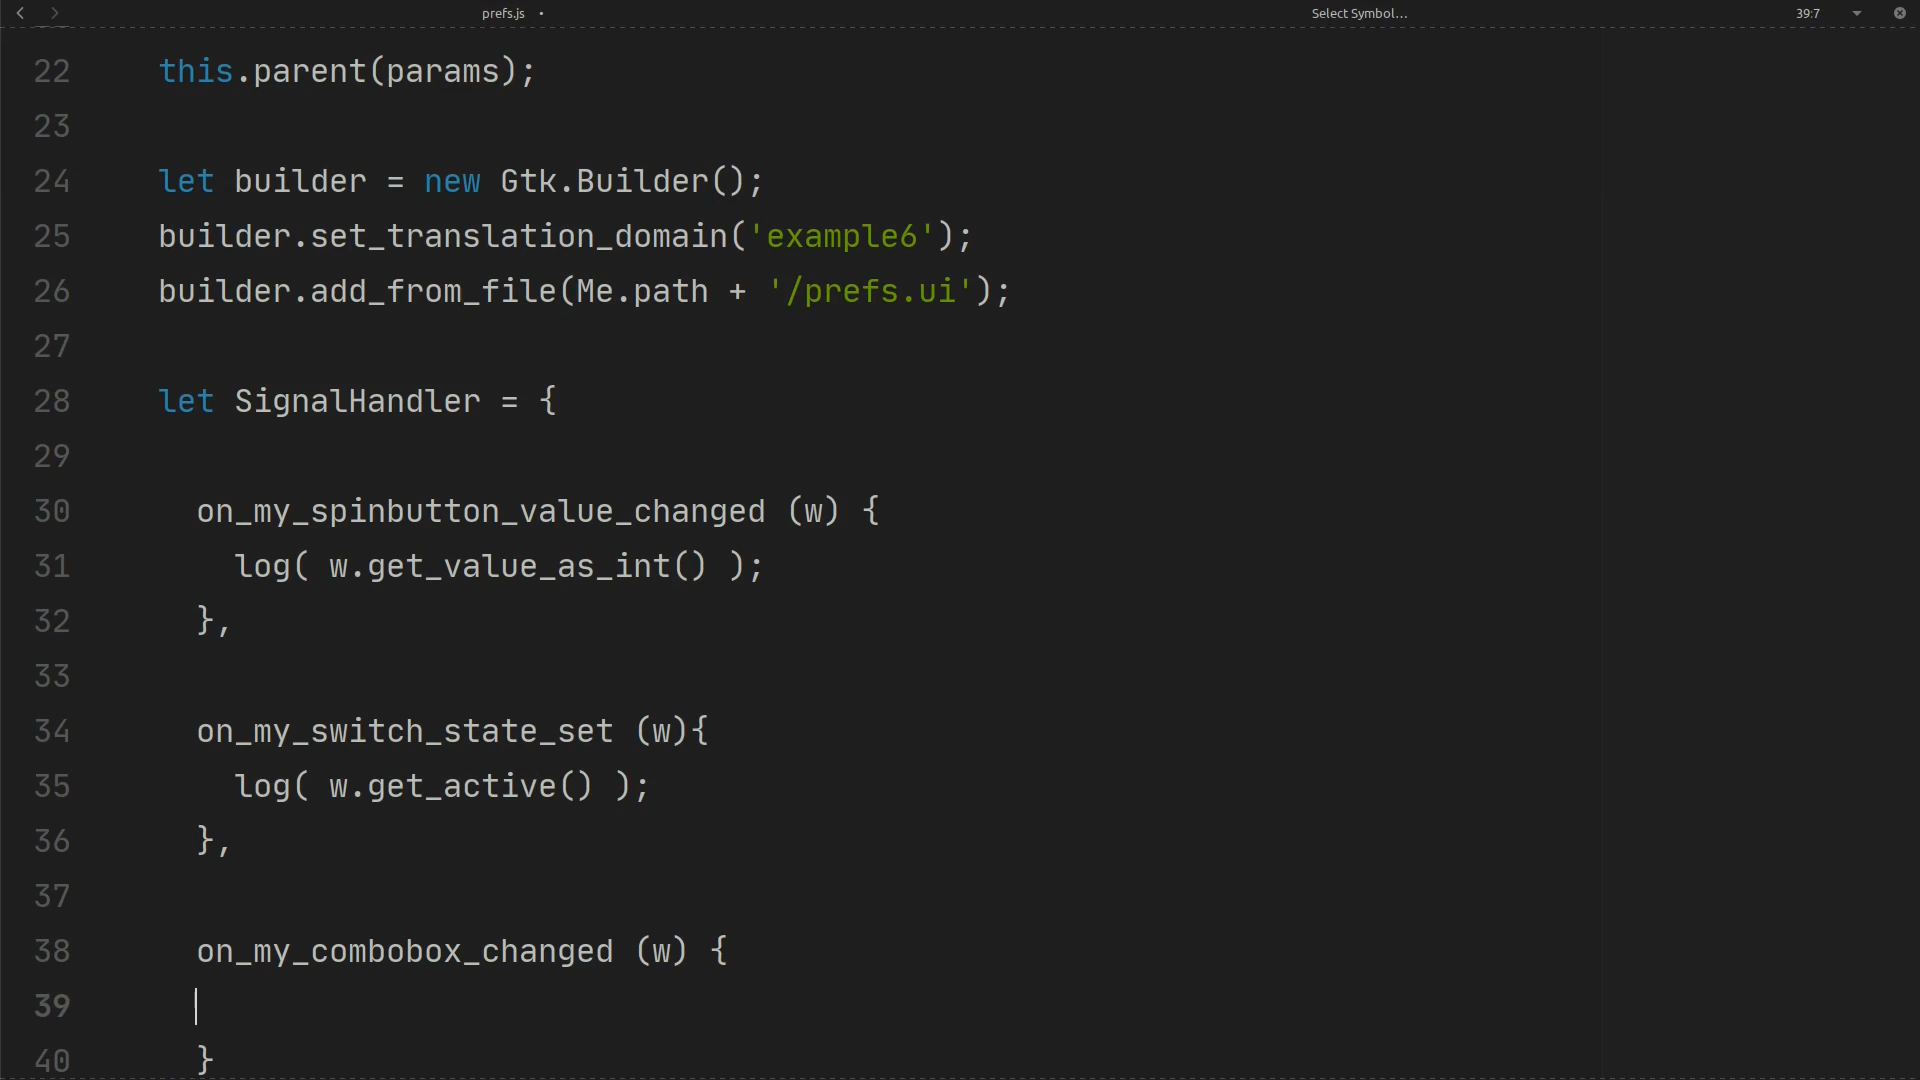 prefs.js •
Select Symbol...
39:7
22 this.parent(params);
23
24 let builder = new Gtk.Builder();
25 builder.set_translation_domain('example6');
26 builder.add_from_file(Me.path + '/prefs.ui');
27
28 let SignalHandler = {
29
30 on_my_spinbutton_value_changed (w) {
31 log( w.get_value_as_int() );
32 },
33
34 on_my_switch_state_set (w){
35 log( w.get_active() );
36 },
37
38 on_my_combobox_changed (w) {
39
40 }